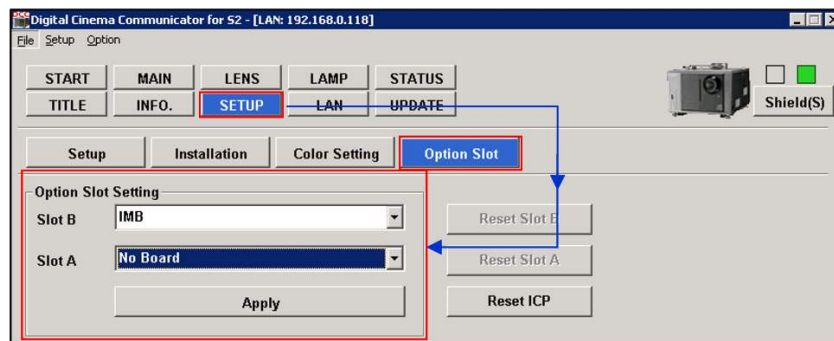 Digital Cinema Communicator for S2 - [LAN: 192.168.0.118]
File Setup Option
START MAIN LENS LAMP STATUS
TITLE INFO. SETUP LAN UPDATE
Shield(S)
Setup Installation Color Setting Option Slot
Option Slot Setting
Slot B IMB Reset Slot B
Slot A No Board Reset Slot A
Apply Reset ICP